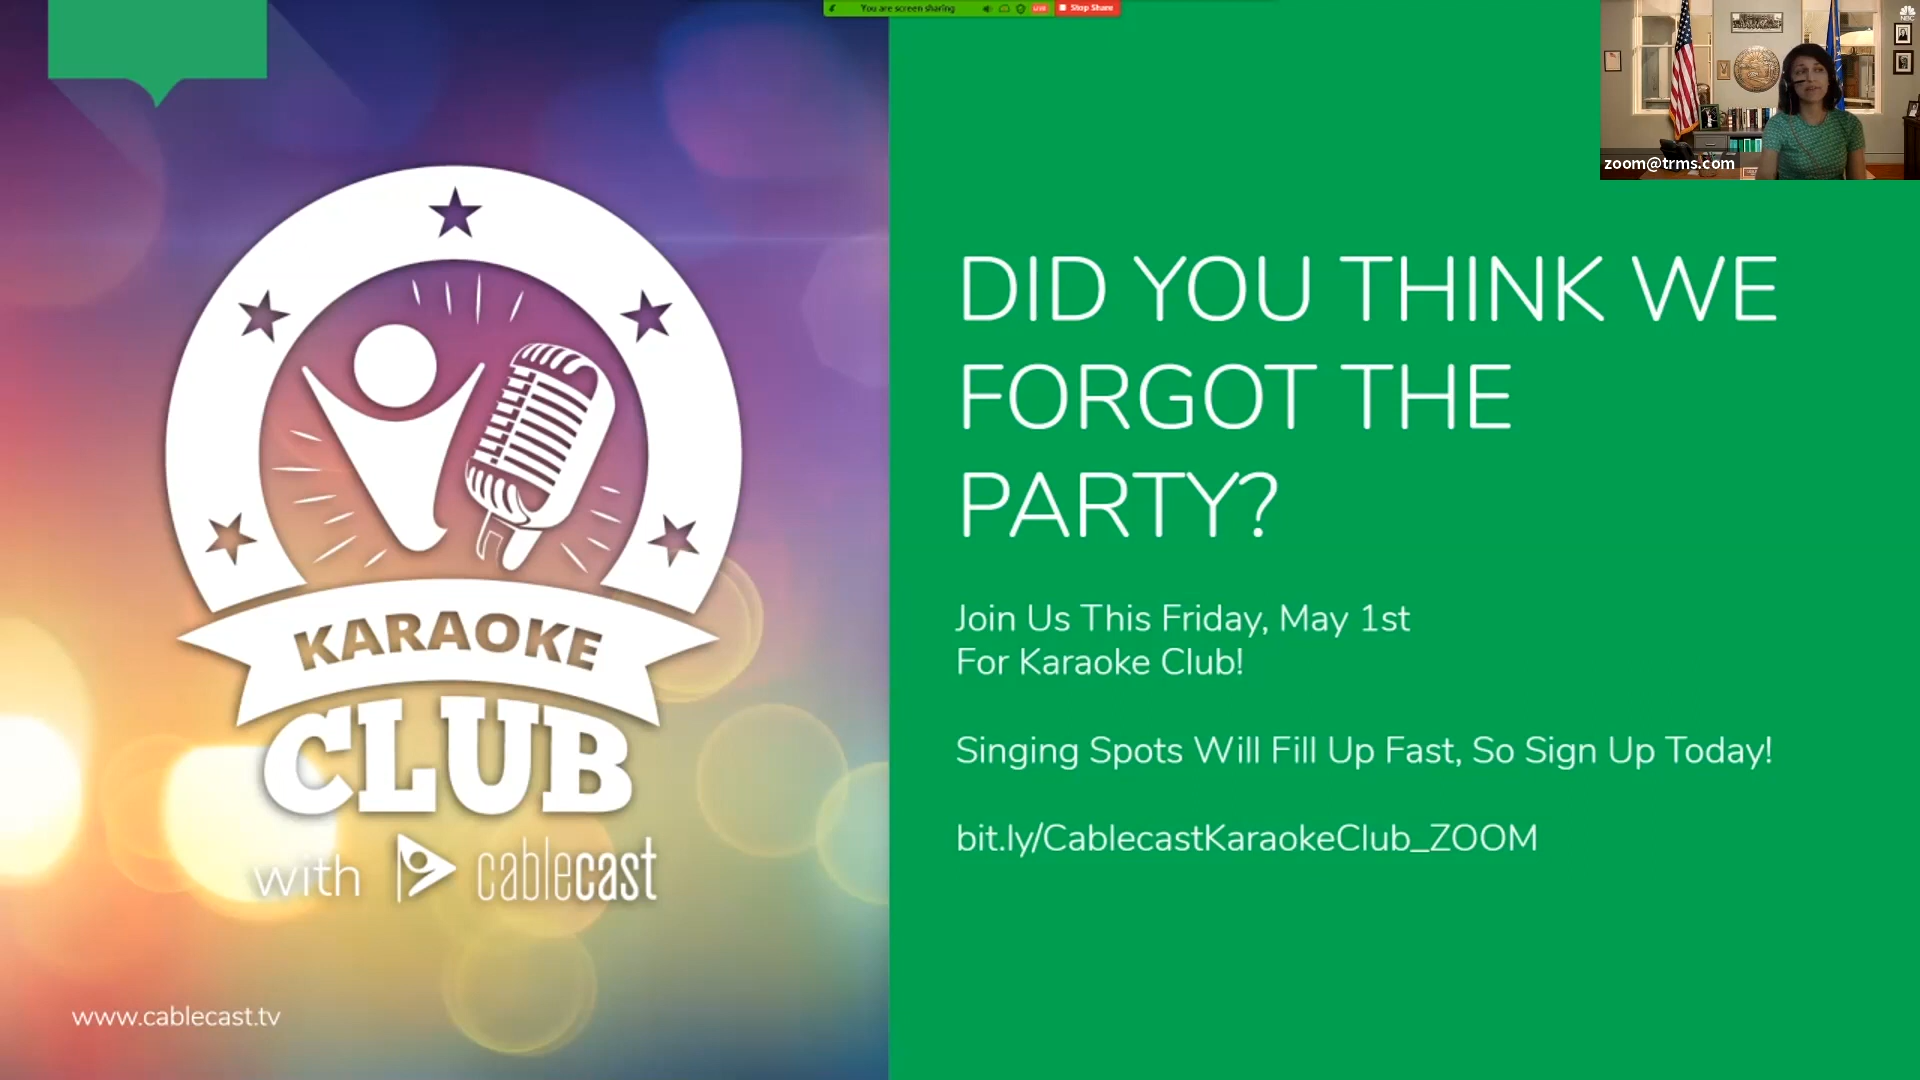 You are screen sharing
LIVE
Stop Share
NBC
zoom@trms.com
DID YOU THINK WE
FORGOT THE
PARTY?
Join Us This Friday, May 1st
For Karaoke Club!
Singing Spots Will Fill Up Fast, So Sign Up Today!
bit.ly/CablecastKaraokeClub_ZOOM
KARAOKE
CLUB
with cablecast
www.cablecast.tv